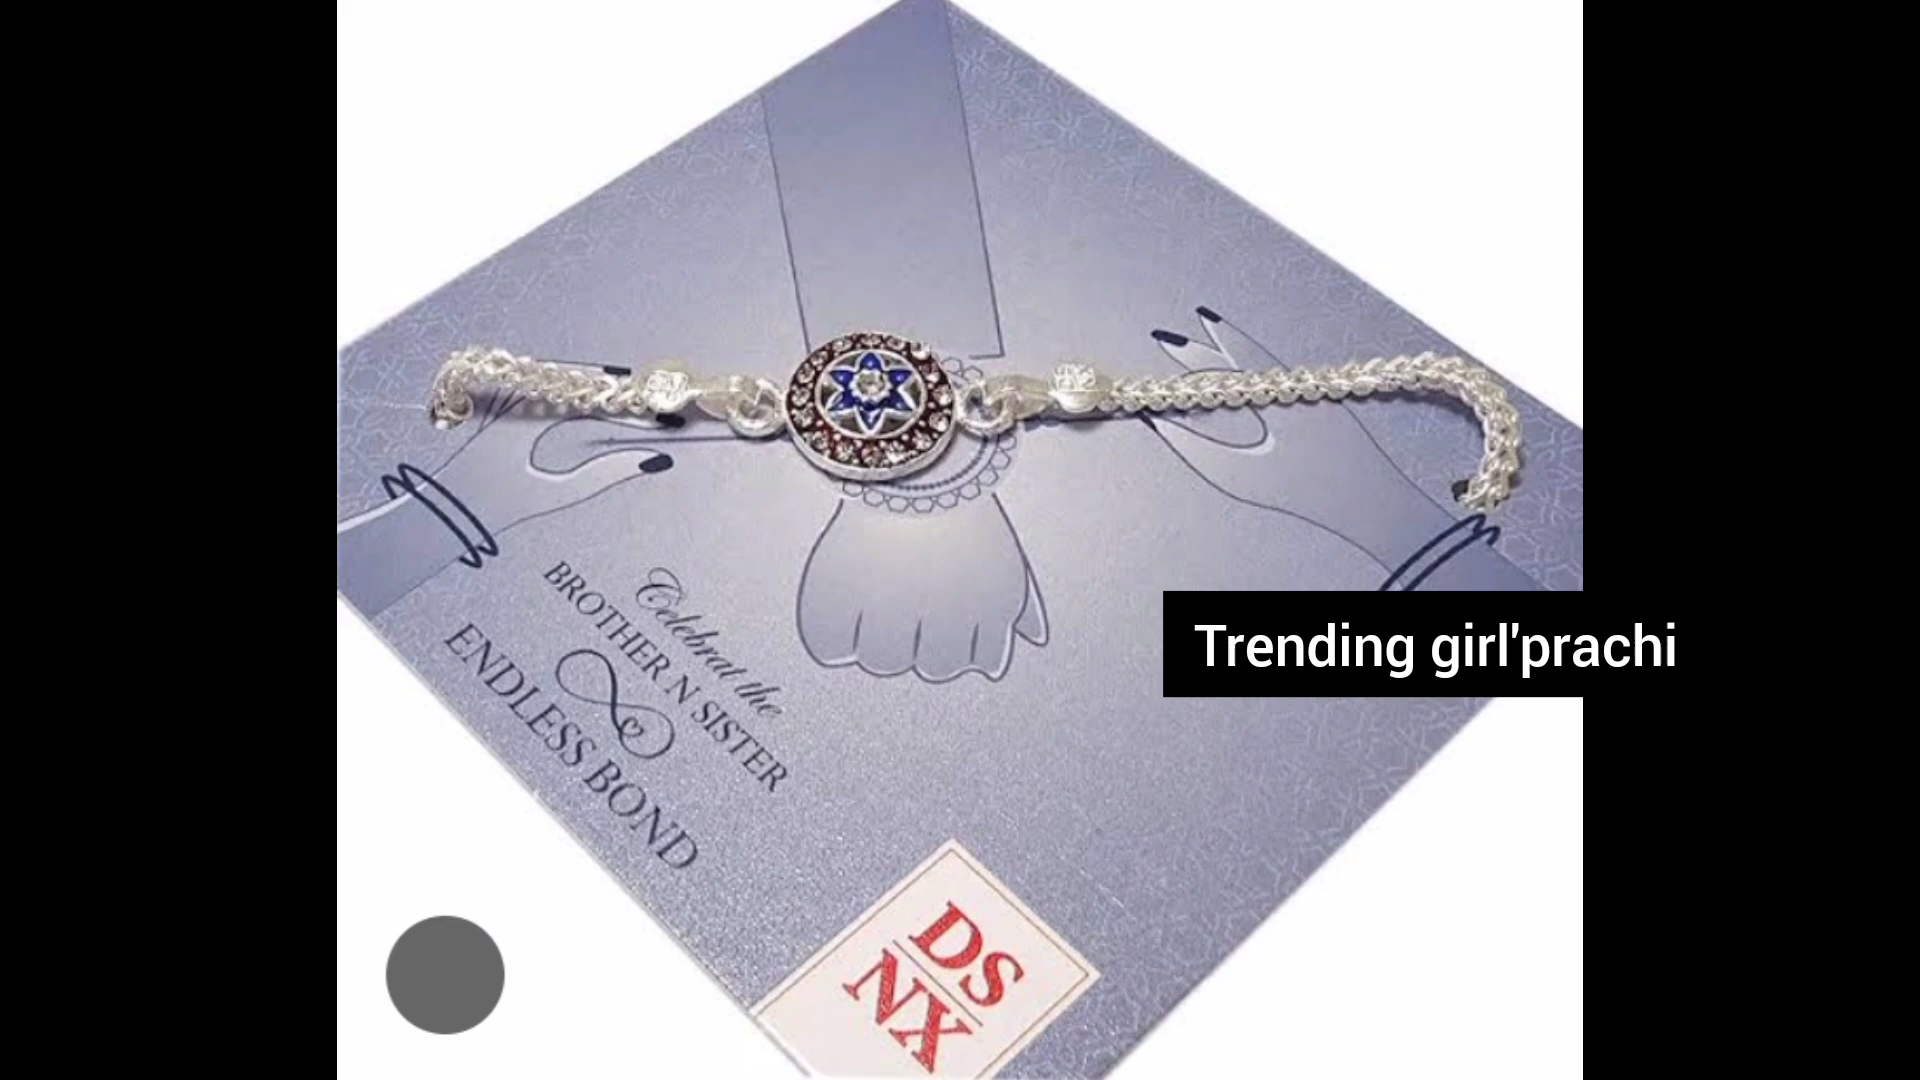 Celebrat the
BROTHER N SISTER
ENDLESS BOND
Trending girl'prachi
DS
NX